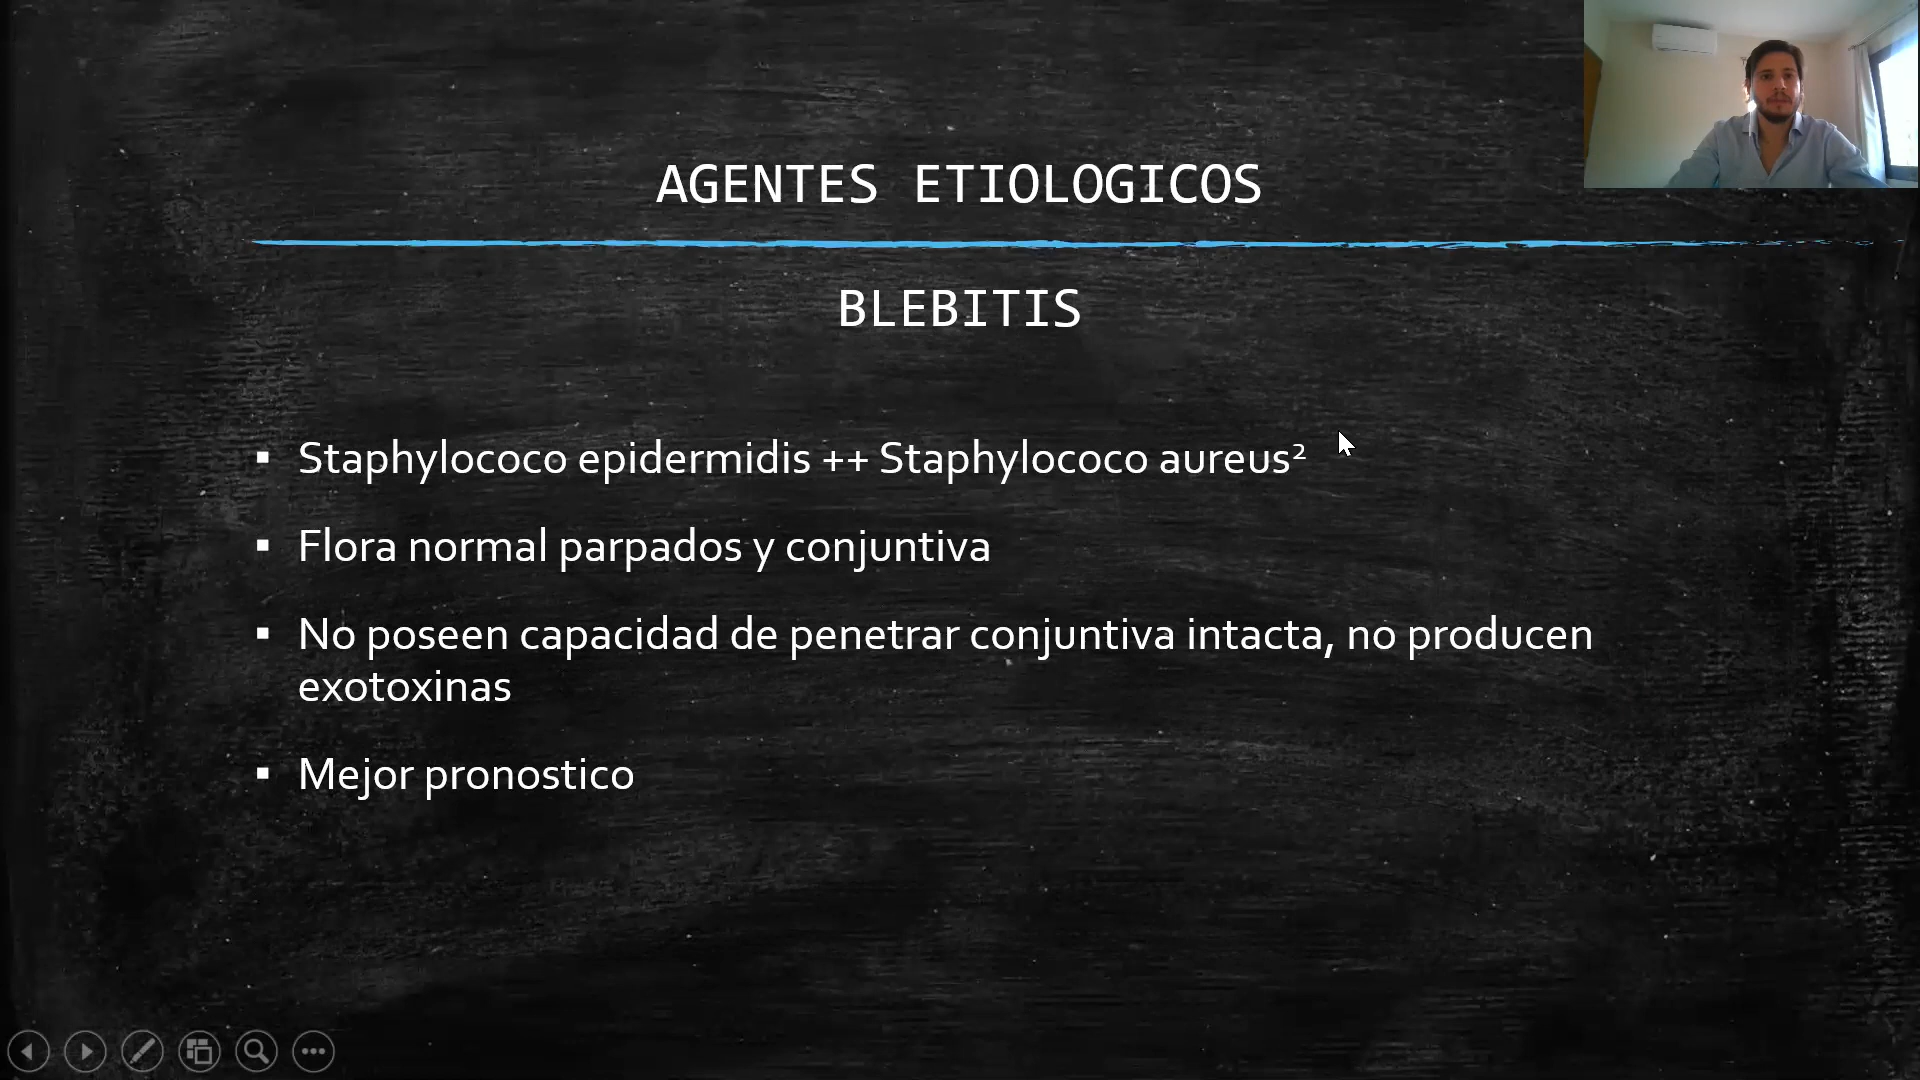 AGENTES ETIOLOGICOS
BLEBITIS
▪ Staphylococo epidermidis ++ Staphylococo aureus²
▪ Flora normal parpados y conjuntiva
▪ No poseen capacidad de penetrar conjuntiva intacta, no producen
exotoxinas
▪ Mejor pronostico